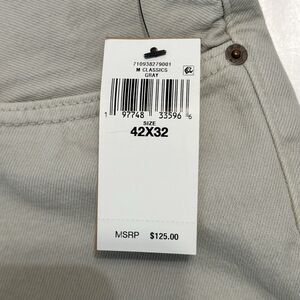 710938279001
M CLASSICS
GRAY
1 97748 33596 6
SIZE
42X32
MSRP $125.00